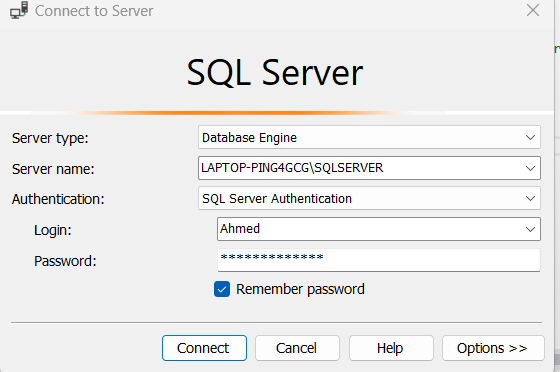 Connect to Server
SQL Server
Server type: Database Engine
Server name: LAPTOP-PING4GCG\SQLSERVER
Authentication: SQL Server Authentication
Login: Ahmed
Password: *************
Remember password
Connect Cancel Help Options >>